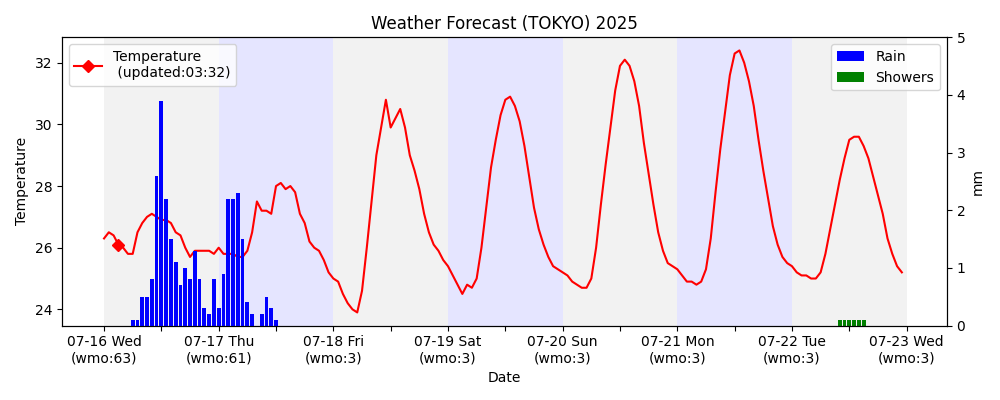 Weather Forecast (TOKYO) 2025
Temperature
(updated:03:32)
Rain
Showers
Temperature
32
30
28
26
24
mm
5
4
3
2
1
0
07-16 Wed
(wmo:63)
07-17 Thu
(wmo:61)
07-18 Fri
(wmo:3)
07-19 Sat
(wmo:3)
07-20 Sun
(wmo:3)
07-21 Mon
(wmo:3)
07-22 Tue
(wmo:3)
07-23 Wed
(wmo:3)
Date